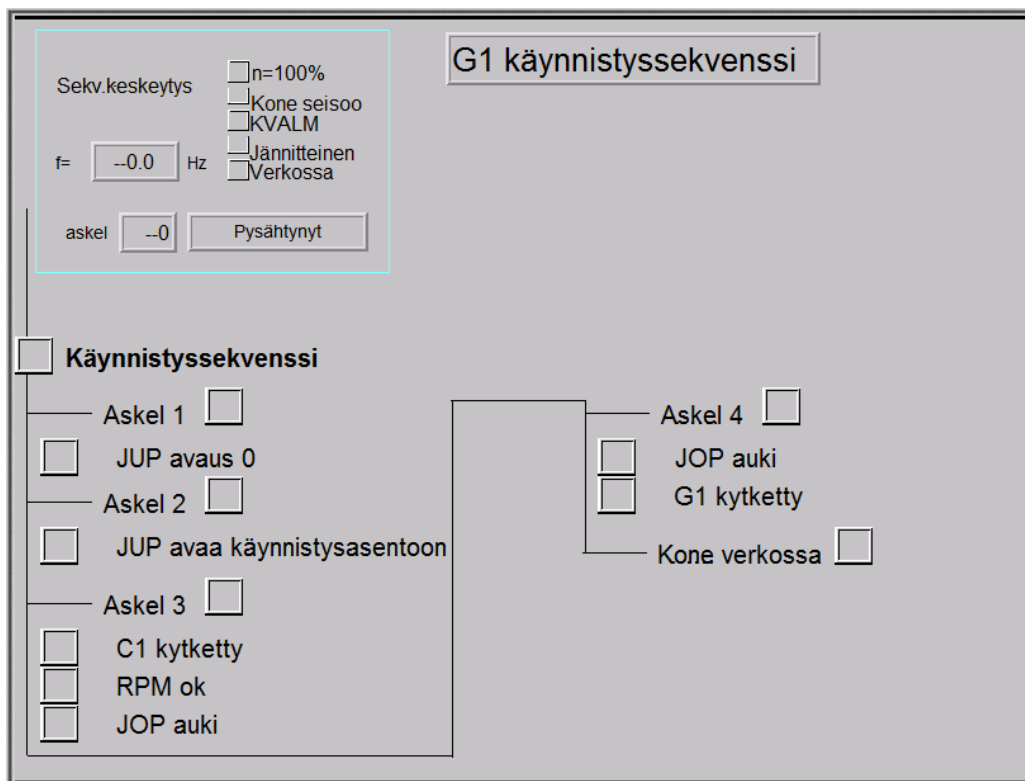 G1 käynnistyssekvenssi
Sekv.keskeytys
n=100%
Kone seisoo
KVALM
Jännitteinen
Verkossa
f= --0.0 Hz
askel --0 Pysähtynyt
Käynnistyssekvenssi
Askel 1
JUP avaus 0
Askel 2
JUP avaa käynnistysasentoon
Askel 3
C1 kytketty
RPM ok
JOP auki
Askel 4
JOP auki
G1 kytketty
Kone verkossa